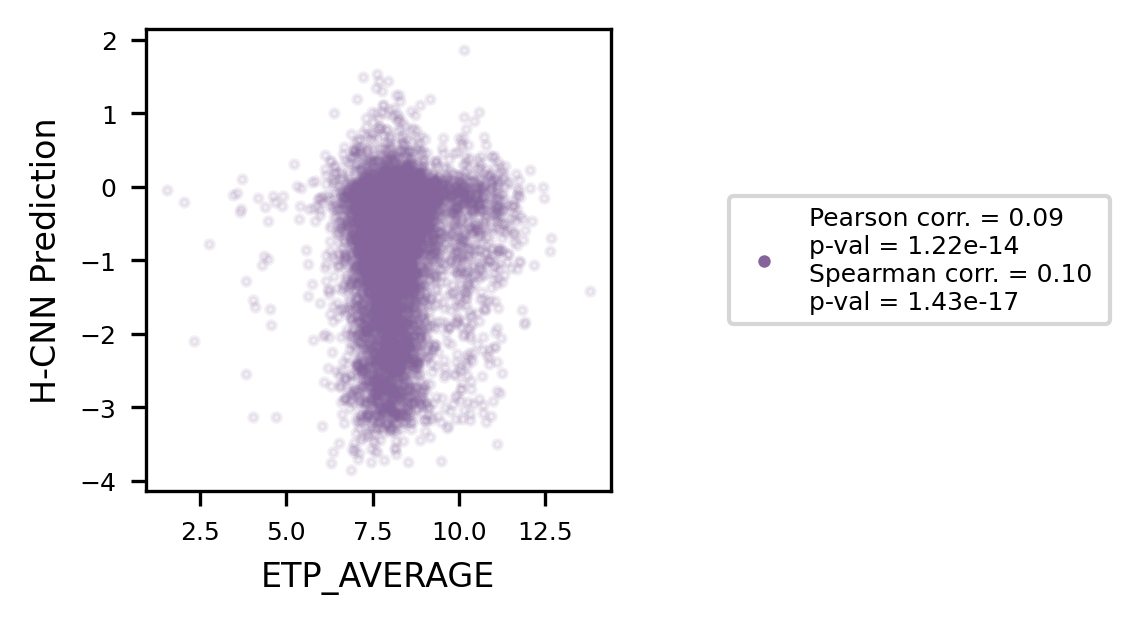 2
1
0
−1
−2
−3
−4
H-CNN Prediction
2.5 5.0 7.5 10.0 12.5
ETP_AVERAGE
Pearson corr. = 0.09
p-val = 1.22e-14
Spearman corr. = 0.10
p-val = 1.43e-17